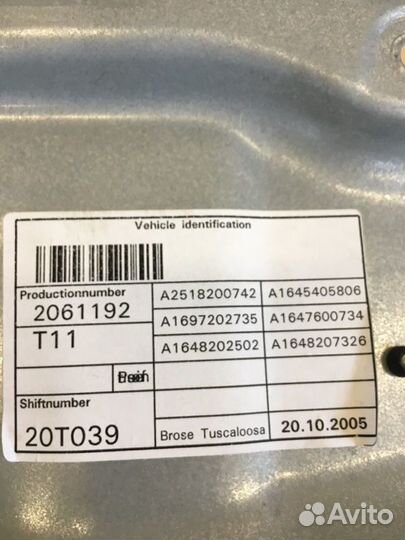 Vehicle identification
Productionnumber
2061192
T11
A2518200742 A1645405806
A1697202735 A1647600734
A1648202502 A1648207326
Shiftnumber
20T039
Brose Tuscaloosa
20.10.2005
Avito